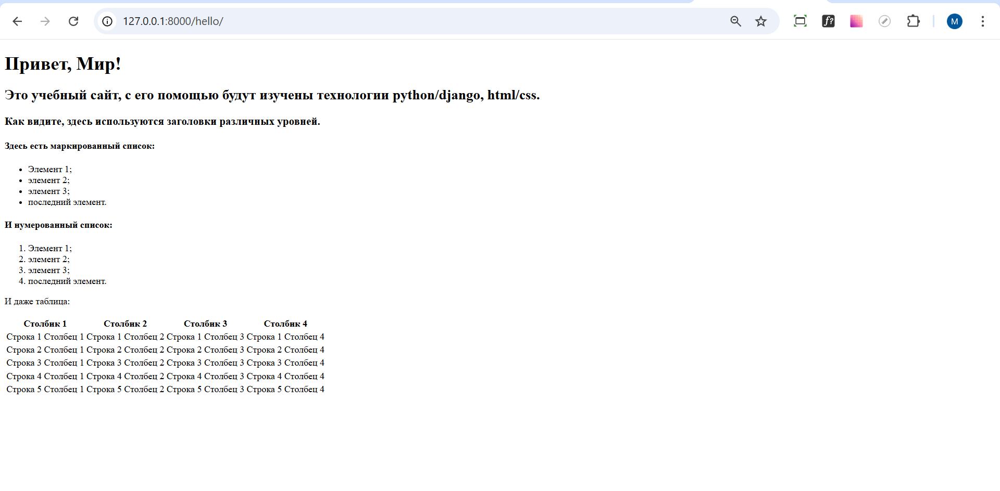 127.0.0.1:8000/hello/
f?
M
Привет, Мир!
Это учебный сайт, с его помощью будут изучены технологии python/django, html/css.
Как видите, здесь используются заголовки различных уровней.
Здесь есть маркированный список:
• Элемент 1;
• элемент 2;
• элемент 3;
• последний элемент.
И нумерованный список:
1. Элемент 1;
2. элемент 2;
3. элемент 3;
4. последний элемент.
И даже таблица:
Столбик 1 Столбик 2 Столбик 3 Столбик 4
Строка 1 Столбец 1 Строка 1 Столбец 2 Строка 1 Столбец 3 Строка 1 Столбец 4
Строка 2 Столбец 1 Строка 2 Столбец 2 Строка 2 Столбец 3 Строка 2 Столбец 4
Строка 3 Столбец 1 Строка 3 Столбец 2 Строка 3 Столбец 3 Строка 3 Столбец 4
Строка 4 Столбец 1 Строка 4 Столбец 2 Строка 4 Столбец 3 Строка 4 Столбец 4
Строка 5 Столбец 1 Строка 5 Столбец 2 Строка 5 Столбец 3 Строка 5 Столбец 4